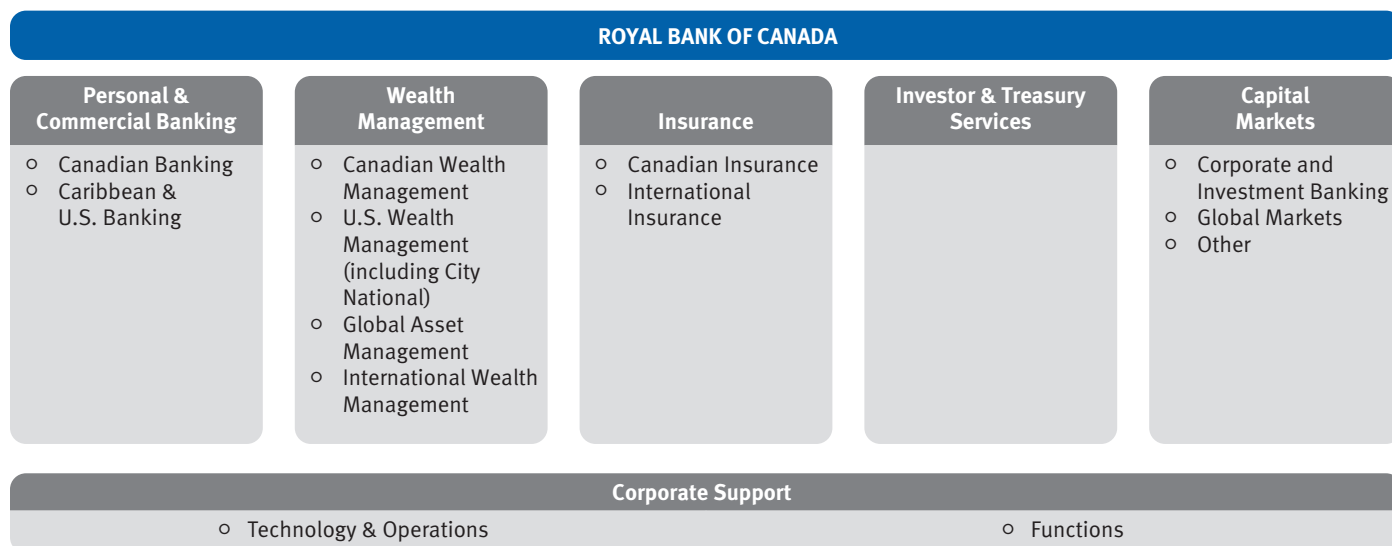 ROYAL BANK OF CANADA
Personal &
Commercial Banking
○ Canadian Banking
○ Caribbean &
U.S. Banking
Wealth
Management
○ Canadian Wealth
Management
○ U.S. Wealth
Management
(including City
National)
○ Global Asset
Management
○ International Wealth
Management
Insurance
○ Canadian Insurance
○ International
Insurance
Investor & Treasury
Services
Capital
Markets
○ Corporate and
Investment Banking
○ Global Markets
○ Other
Corporate Support
○ Technology & Operations
○ Functions